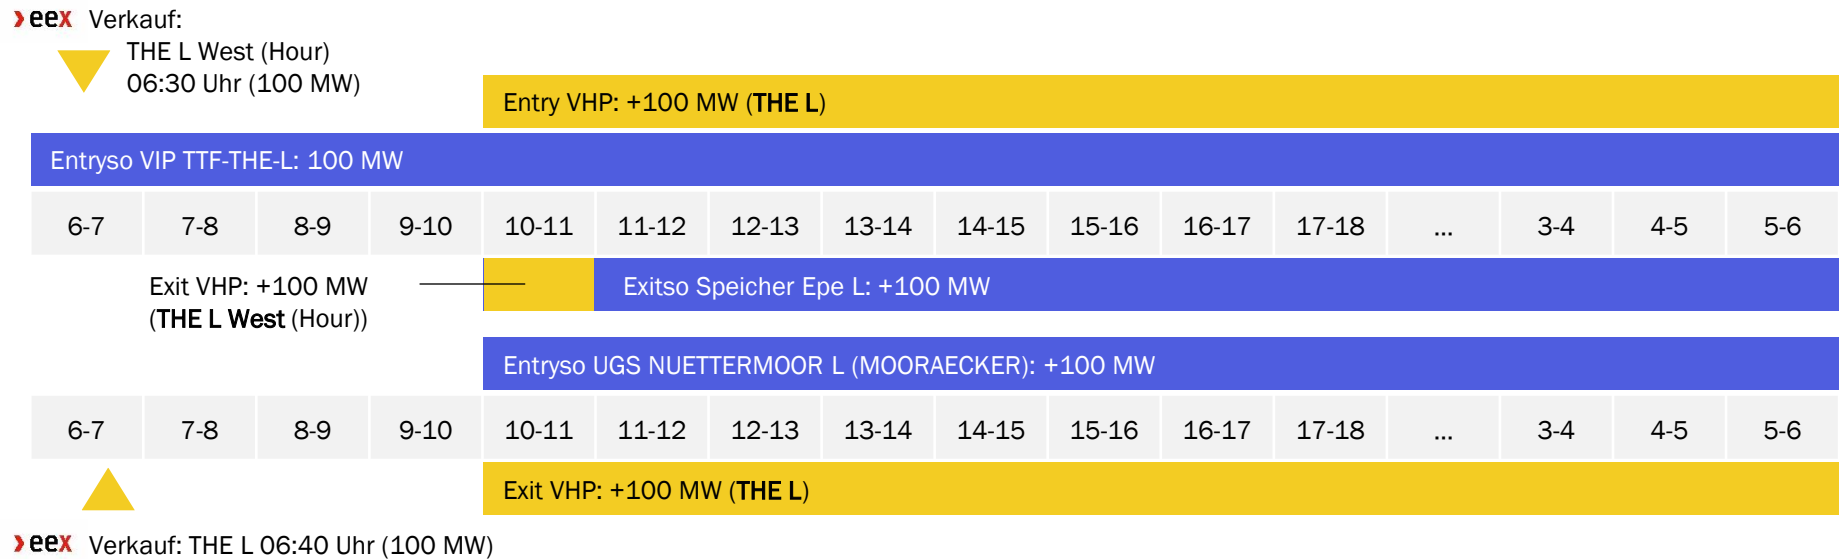 eex Verkauf:
THE L West (Hour)
06:30 Uhr (100 MW)
Entry VHP: +100 MW (THE L)
Entryso VIP TTF-THE-L: 100 MW
6-7 7-8 8-9 9-10 10-11 11-12 12-13 13-14 14-15 15-16 16-17 17-18 ... 3-4 4-5 5-6
Exit VHP: +100 MW
(THE L West (Hour))
Exitso Speicher Epe L: +100 MW
Entryso UGS NUETTERMOOR L (MOORAECKER): +100 MW
6-7 7-8 8-9 9-10 10-11 11-12 12-13 13-14 14-15 15-16 16-17 17-18 ... 3-4 4-5 5-6
Exit VHP: +100 MW (THE L)
eex Verkauf: THE L 06:40 Uhr (100 MW)